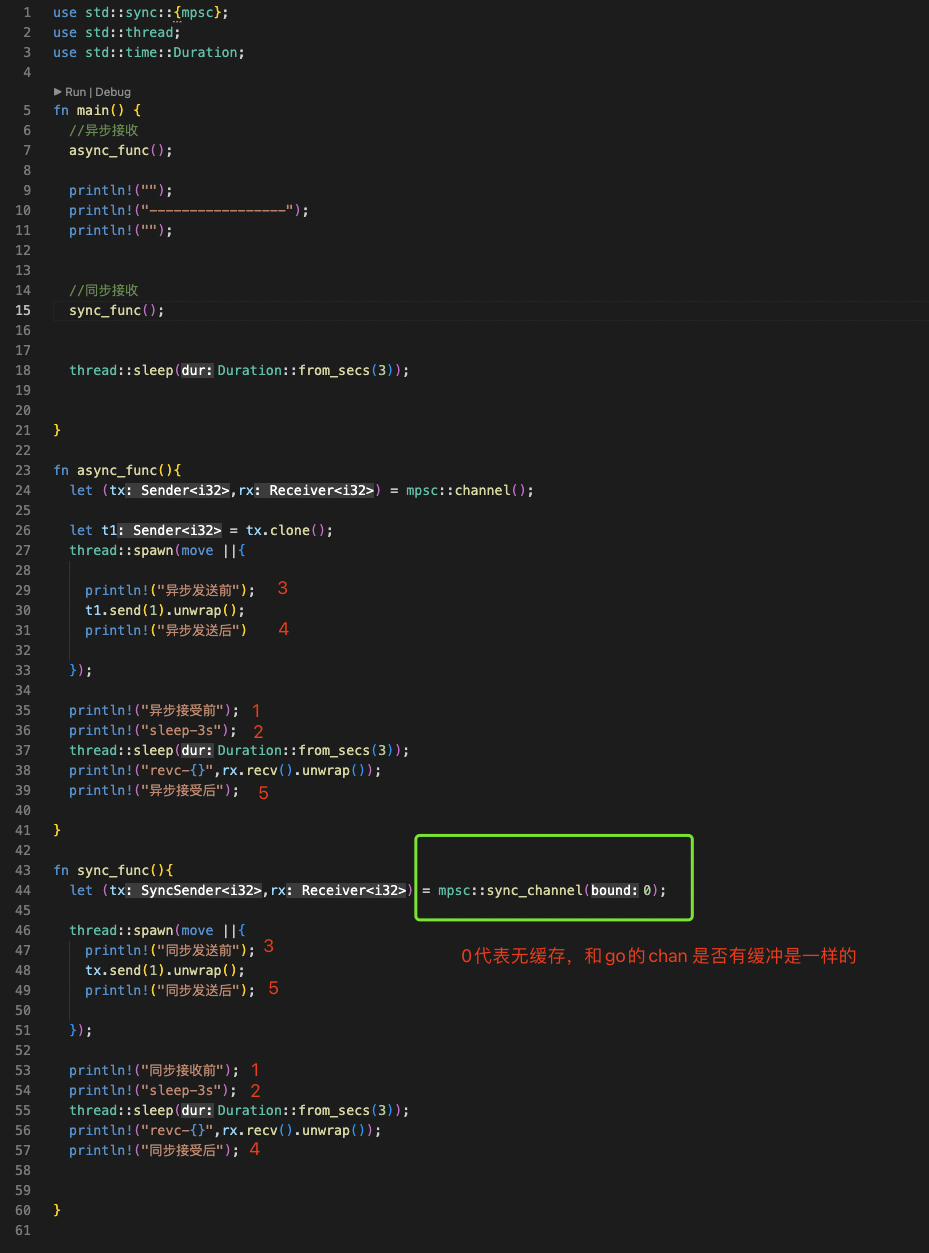 1 use std::sync::{mpsc};
2 use std::thread;
3 use std::time::Duration;
4
▶ Run | Debug
5 fn main() {
6 //异步接收
7 async_func();
8
9 println!("");
10 println!("-----------------");
11 println!("");
12
13
14 //同步接收
15 sync_func();
16
17
18 thread::sleep(dur: Duration::from_secs(3));
19
20
21 }
22
23 fn async_func(){
24 let (tx: Sender<i32>,rx: Receiver<i32>) = mpsc::channel();
25
26 let t1: Sender<i32> = tx.clone();
27 thread::spawn(move ||{
28
29 println!("异步发送前"); 3
30 t1.send(1).unwrap();
31 println!("异步发送后") 4
32
33 });
34
35 println!("异步接受前"); 1
36 println!("sleep-3s"); 2
37 thread::sleep(dur: Duration::from_secs(3));
38 println!("revc-{}",rx.recv().unwrap());
39 println!("异步接受后"); 5
40
41 }
42
43 fn sync_func(){
44 let (tx: SyncSender<i32>,rx: Receiver<i32>) = mpsc::sync_channel(bound: 0);
45
46 thread::spawn(move ||{
47 println!("同步发送前"); 3
0代表无缓存，和go的chan 是否有缓冲是一样的
48 tx.send(1).unwrap();
49 println!("同步发送后"); 5
50
51 });
52
53 println!("同步接收前"); 1
54 println!("sleep-3s"); 2
55 thread::sleep(dur: Duration::from_secs(3));
56 println!("revc-{}",rx.recv().unwrap());
57 println!("同步接受后"); 4
58
59
60 }
61